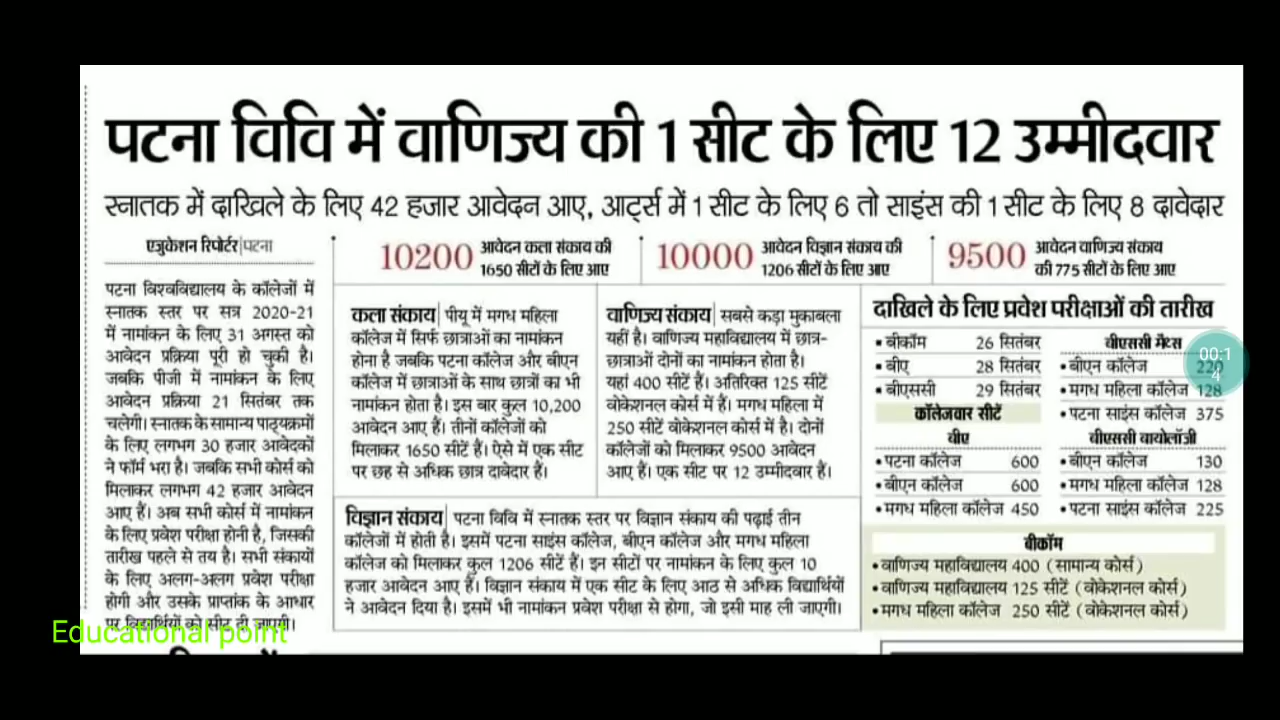 पटना विवि में वाणिज्य की 1 सीट के लिए 12 उम्मीदवार
स्नातक में दाखिले के लिए 42 हजार आवेदन आए, आर्ट्स में 1 सीट के लिए 6 तो साइंस की 1 सीट के लिए 8 दावेदार
एजुकेशन रिपोर्टर|पटना
पटना विश्वविद्यालय के कॉलेजों में
स्नातक स्तर पर सत्र 2020-21
में नामांकन के लिए 31 अगस्त को
आवेदन प्रक्रिया पूरी हो चुकी है।
जबकि पीजी में नामांकन के लिए
आवेदन प्रक्रिया 21 सितंबर तक
चलेगी। स्नातक के सामान्य पाठ्यक्रमों
के लिए लगभग 30 हजार आवेदकों
ने फॉर्म भरा है। जबकि सभी कोर्स को
मिलाकर लगभग 42 हजार आवेदन
आए हैं। अब सभी कोर्स में नामांकन
के लिए प्रवेश परीक्षा होनी है, जिसकी
तारीख पहले से तय है। सभी संकायों
के लिए अलग-अलग प्रवेश परीक्षा
होगी और उसके प्राप्तांक के आधार
पर विद्यार्थियों को सीट दी जाएगी।
10200 आवेदन कला संकाय की
1650 सीटों के लिए आए
10000 आवेदन विज्ञान संकाय की
1206 सीटों के लिए आए
9500 आवेदन वाणिज्य संकाय
की 775 सीटों के लिए आए
कला संकाय| पीयू में मगध महिला
कॉलेज में सिर्फ छात्राओं का नामांकन
होना है जबकि पटना कॉलेज और बीएन
कॉलेज में छात्राओं के साथ छात्रों का भी
नामांकन होता है। इस बार कुल 10,200
आवेदन आए हैं। तीनों कॉलेजों को
मिलाकर 1650 सीटें हैं। ऐसे में एक सीट
पर छह से अधिक छात्र दावेदार हैं।
वाणिज्य संकाय| सबसे कड़ा मुकाबला
यहीं है। वाणिज्य महाविद्यालय में छात्र-
छात्राओं दोनों का नामांकन होता है।
यहां 400 सीटें हैं। अतिरिक्त 125 सीटें
वोकेशनल कोर्स में हैं। मगध महिला में
250 सीटें वोकेशनल कोर्स में है। दोनों
कॉलेजों को मिलाकर 9500 आवेदन
आए हैं। एक सीट पर 12 उम्मीदवार हैं।
विज्ञान संकाय| पटना विवि में स्नातक स्तर पर विज्ञान संकाय की पढ़ाई तीन
कॉलेजों में होती है। इसमें पटना साइंस कॉलेज, बीएन कॉलेज और मगध महिला
कॉलेज को मिलाकर कुल 1206 सीटें हैं। इन सीटों पर नामांकन के लिए कुल 10
हजार आवेदन आए हैं। विज्ञान संकाय में एक सीट के लिए आठ से अधिक विद्यार्थियों
ने आवेदन दिया है। इसमें भी नामांकन प्रवेश परीक्षा से होगा, जो इसी माह ली जाएगी।
दाखिले के लिए प्रवेश परीक्षाओं की तारीख
• बीकॉम 26 सितंबर
• बीए 28 सितंबर
• बीएससी 29 सितंबर
कॉलेजवार सीटें
बीए
• पटना कॉलेज 600
• बीएन कॉलेज 600
• मगध महिला कॉलेज 450
बीएससी मैथ्स
• बीएन कॉलेज 220
• मगध महिला कॉलेज 128
• पटना साइंस कॉलेज 375
बीएससी बायोलॉजी
• बीएन कॉलेज 130
• मगध महिला कॉलेज 128
• पटना साइंस कॉलेज 225
बीकॉम
• वाणिज्य महाविद्यालय 400 (सामान्य कोर्स)
• वाणिज्य महाविद्यालय 125 सीटें (वोकेशनल कोर्स)
• मगध महिला कॉलेज 250 सीटें (वोकेशनल कोर्स)
00:1
4
Educational point